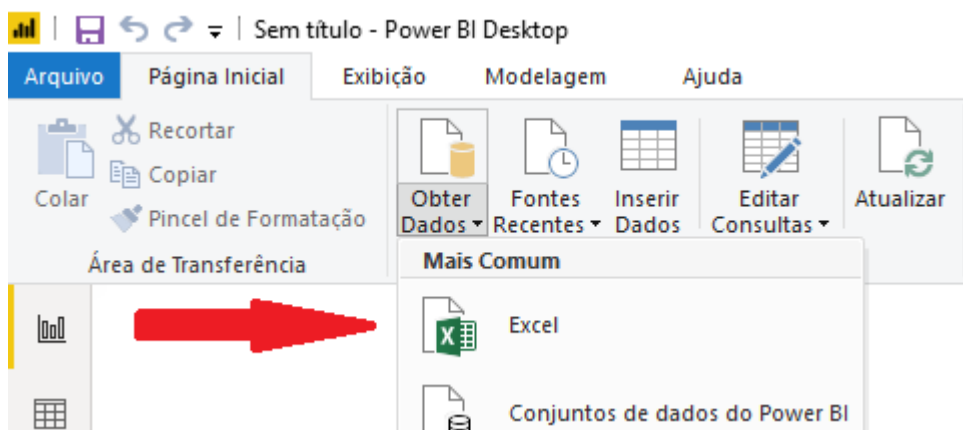 Sem título - Power BI Desktop
Arquivo Página Inicial Exibição Modelagem Ajuda
Colar
Recortar
Copiar
Pincel de Formatação
Área de Transferência
Obter
Dados
Fontes
Recentes
Inserir
Dados
Editar
Consultas
Atualizar
Mais Comum
Excel
Conjuntos de dados do Power BI